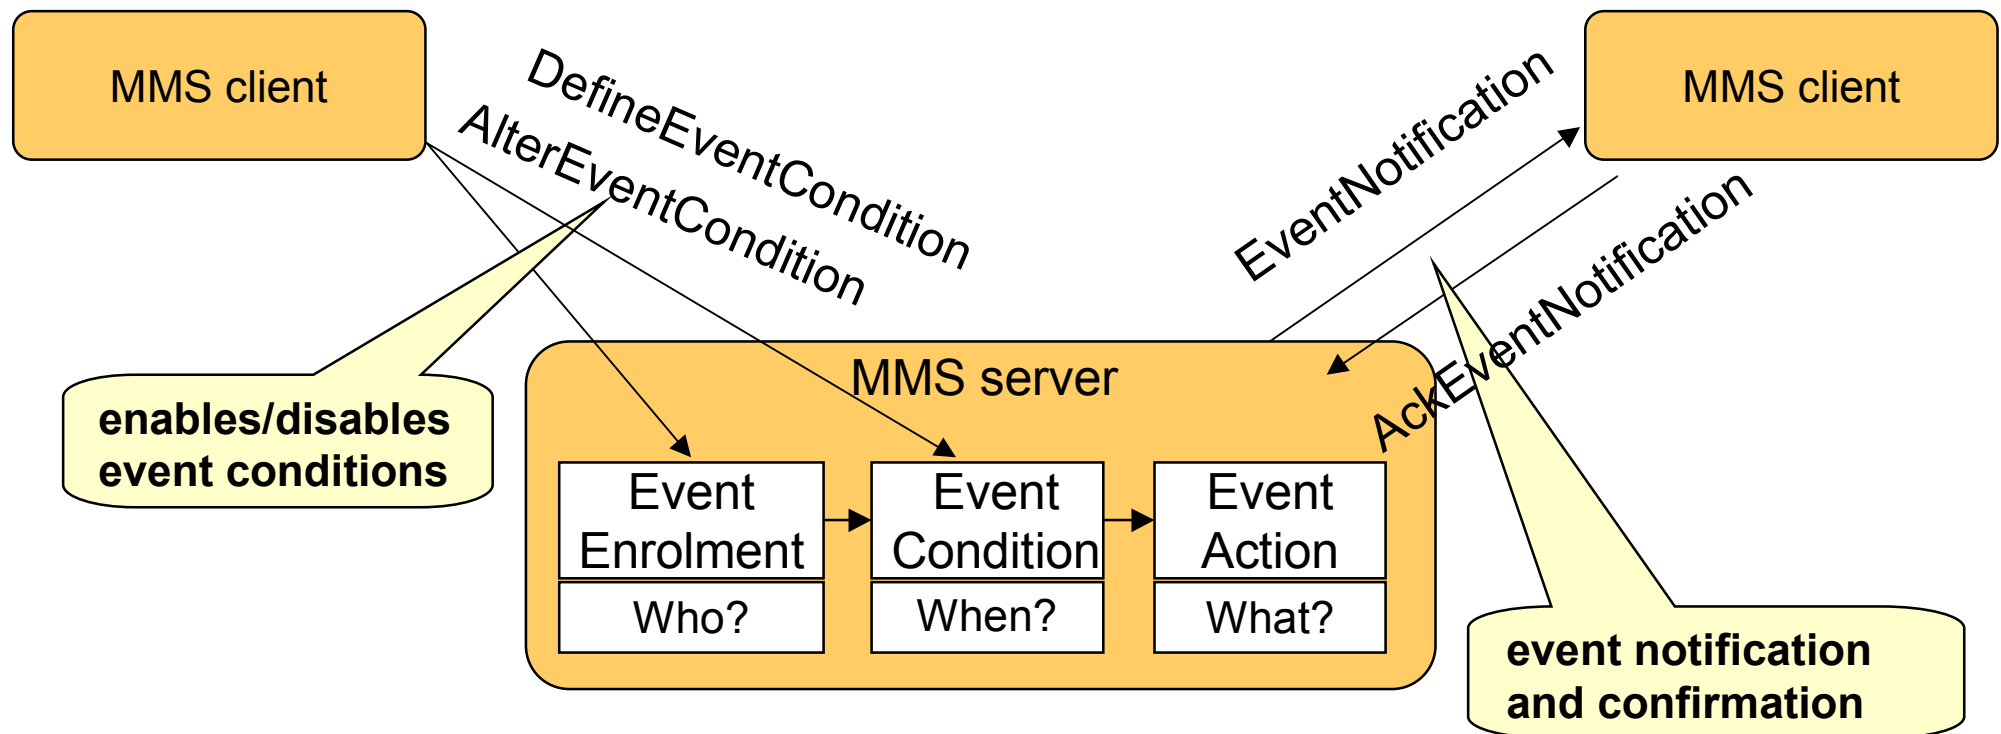 MMS client
DefineEventCondition
AlterEventCondition
EventNotification
MMS client
AckEventNotification
enables/disables
event conditions
MMS server
Event
Enrolment
Who?
Event
Condition
When?
Event
Action
What?
event notification
and confirmation